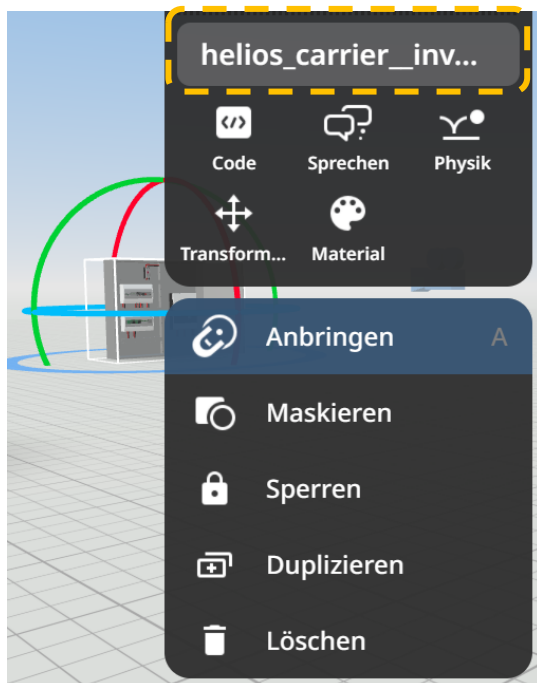 helios_carrier__inv...
Code Sprechen Physik
Transform... Material
Anbringen A
Maskieren
Sperren
Duplizieren
Löschen